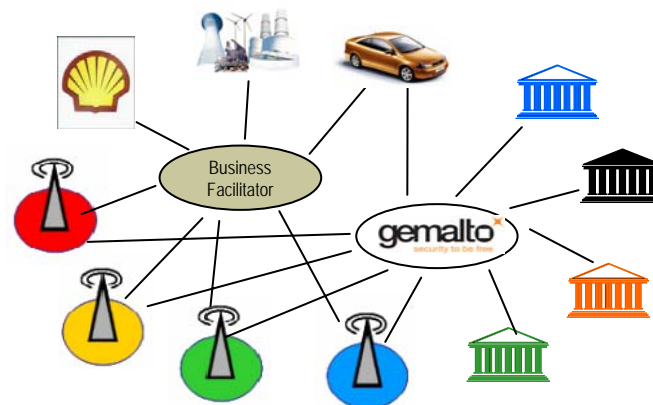 Business
Facilitator
gemalto
security to be free